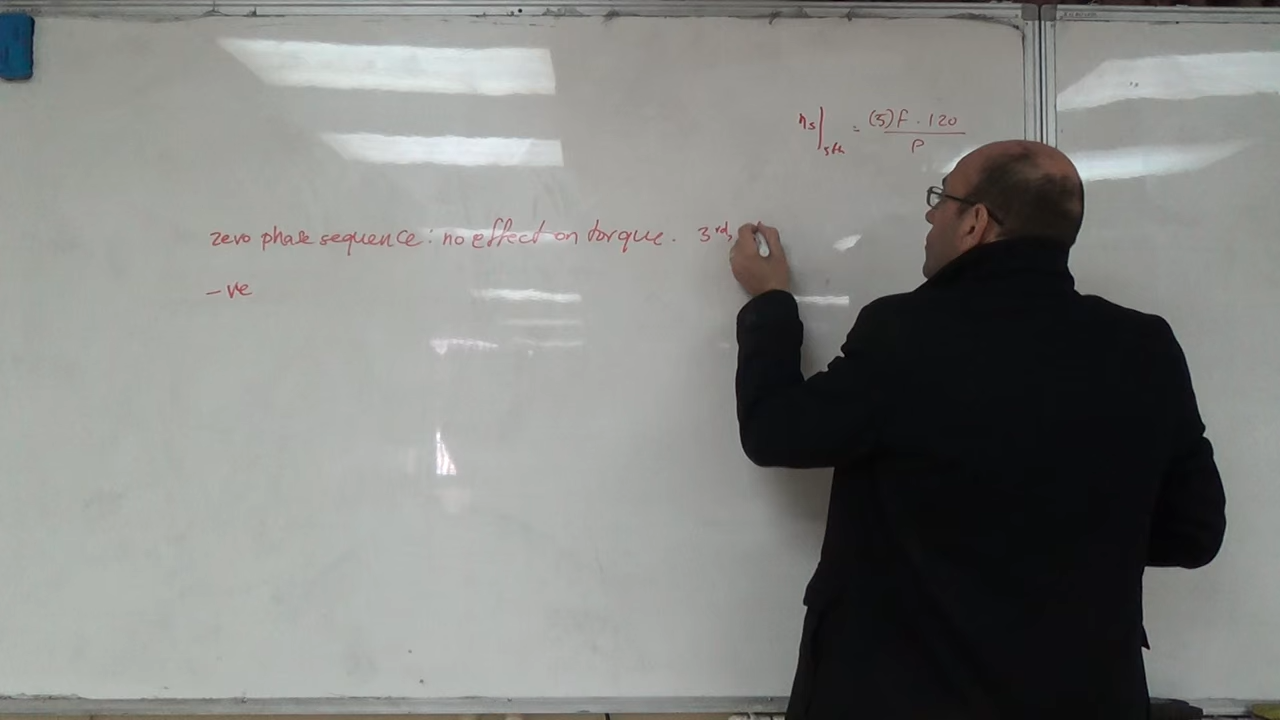 ns|5th = (5)f . 120 / P
zero phase sequence : no effect on torque. 3rd,
-ve